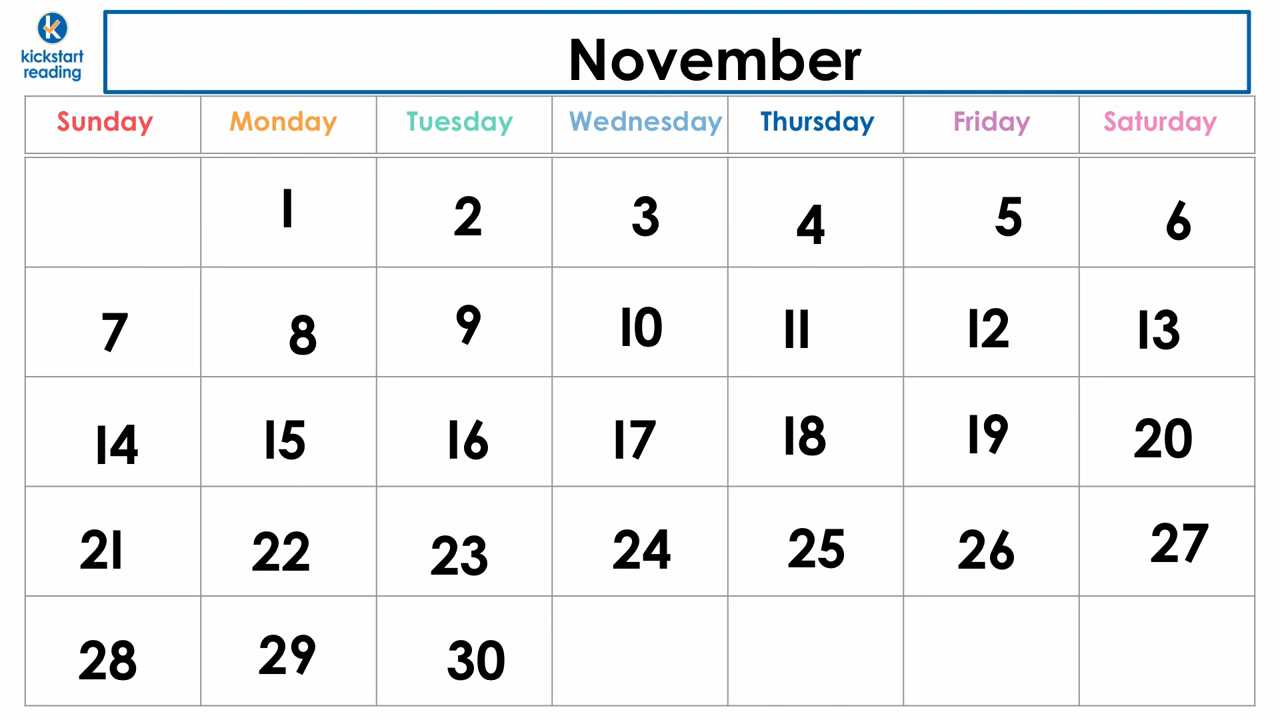 kickstart
reading
November
Sunday Monday Tuesday Wednesday Thursday Friday Saturday
1 2 3 4 5 6
7 8 9 10 11 12 13
14 15 16 17 18 19 20
21 22 23 24 25 26 27
28 29 30